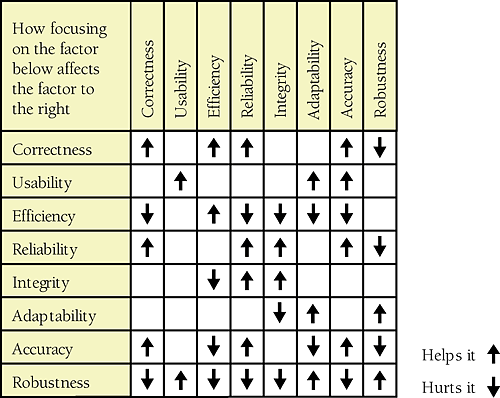 How focusing
on the factor
below affects
the factor to
the right
Correctness
Usability
Efficiency
Reliability
Integrity
Adaptability
Accuracy
Robustness
Correctness ↑ ↑ ↑ ↑ ↓
Usability ↑ ↑ ↑
Efficiency ↓ ↑ ↓ ↓ ↓ ↓
Reliability ↑ ↑ ↑ ↑ ↓
Integrity ↓ ↑ ↑
Adaptability ↓ ↑ ↑
Accuracy ↑ ↓ ↑ ↓ ↑ ↓
Robustness ↓ ↑ ↓ ↓ ↓ ↑ ↓ ↑
Helps it ↑
Hurts it ↓